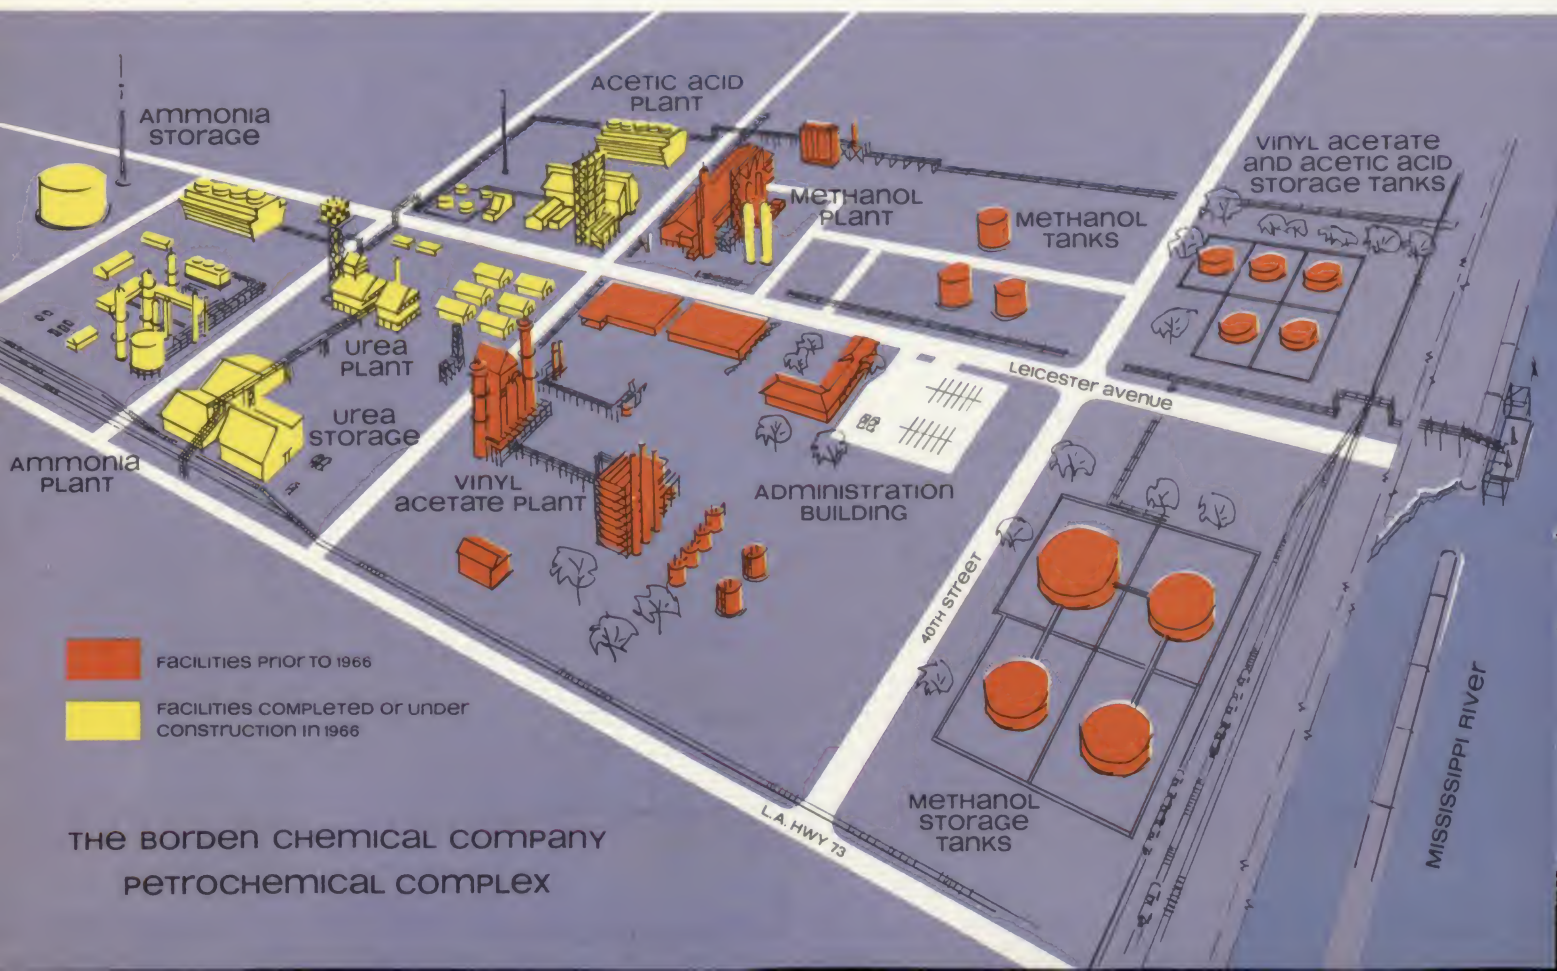 AMMONIA
STORAGE
ACETIC ACID
PLANT
VINYL ACETATE
AND ACETIC ACID
STORAGE TANKS
METHANOL
PLANT
METHANOL
TANKS
UREA
PLANT
LEICESTER AVENUE
UREA
STORAGE
AMMONIA
PLANT
VINYL
ACETATE PLANT
ADMINISTRATION
BUILDING
40TH STREET
FACILITIES PRIOR TO 1966
FACILITIES COMPLETED OR UNDER
CONSTRUCTION IN 1966
MISSISSIPPI RIVER
METHANOL
STORAGE
TANKS
L.A. HWY 73
THE BORDEN CHEMICAL COMPANY
PETROCHEMICAL COMPLEX